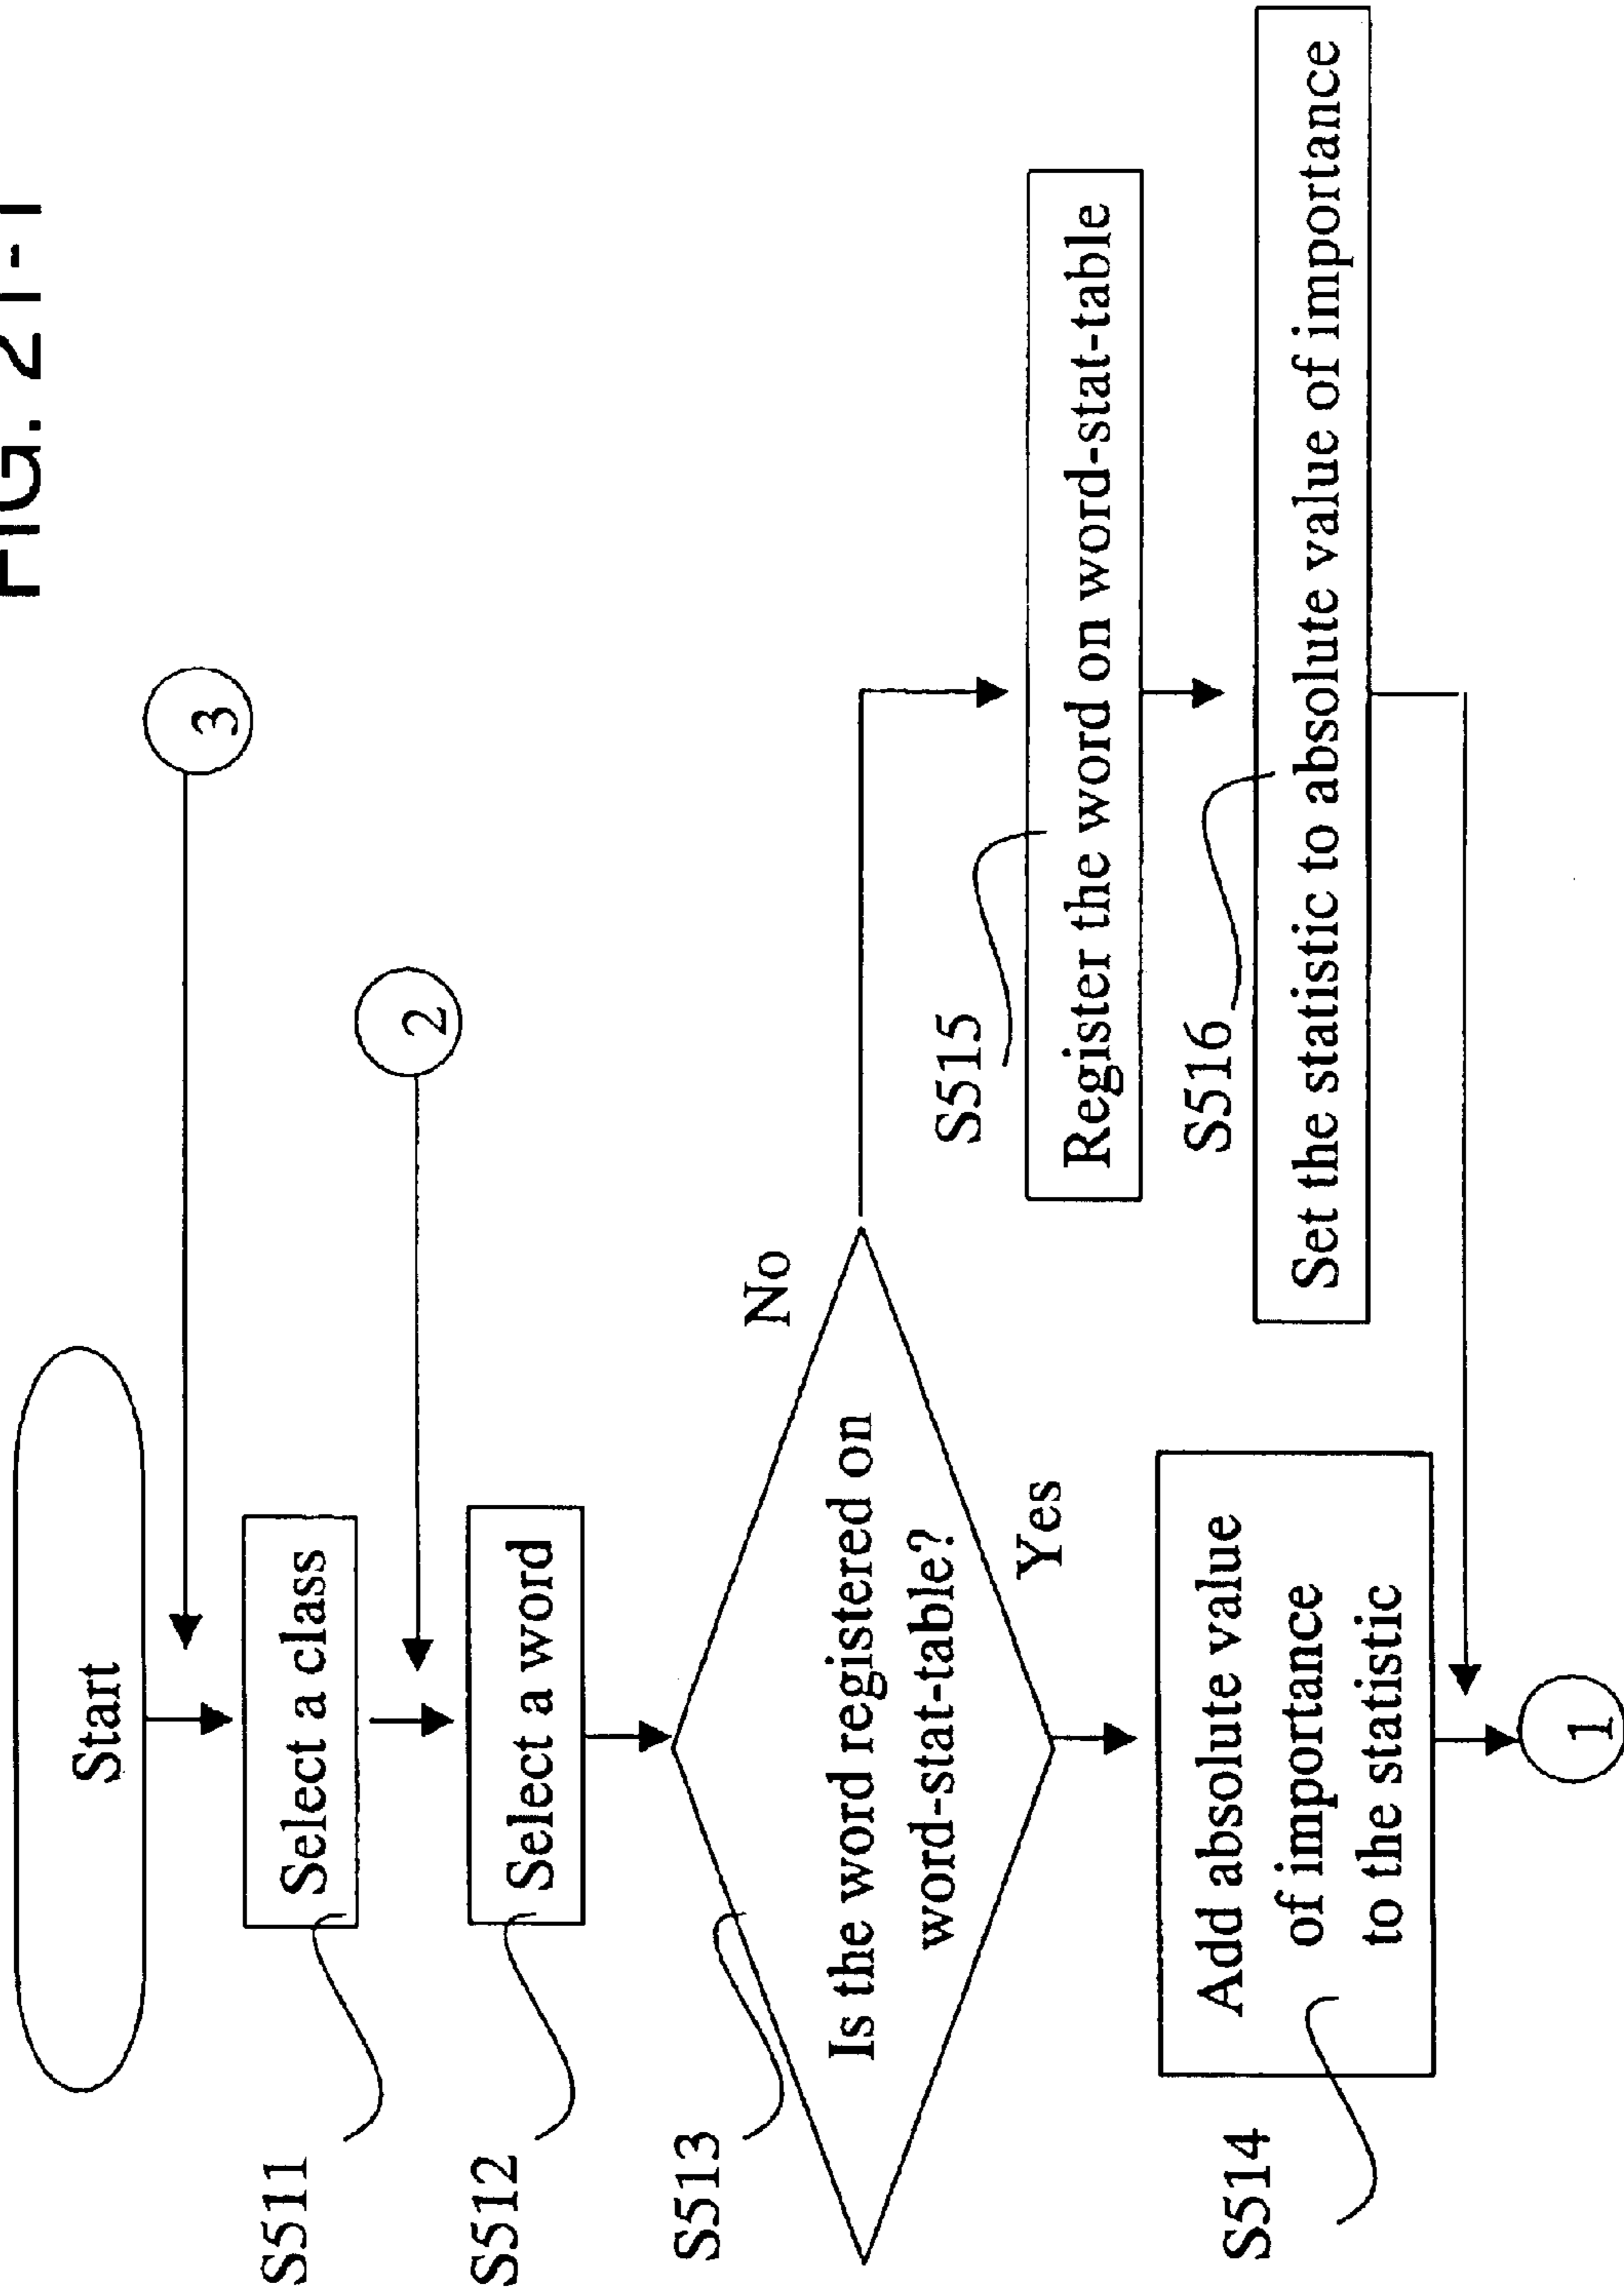 FIG. 21-1
Start
3
S511
Select a class
2
S512
Select a word
S513
Is the word registered on
word-stat-table?
No
Yes
S515
Register the word on word-stat-table
S514
Add absolute value
of importance
to the statistic
S516
Set the statistic to absolute value of importance
1